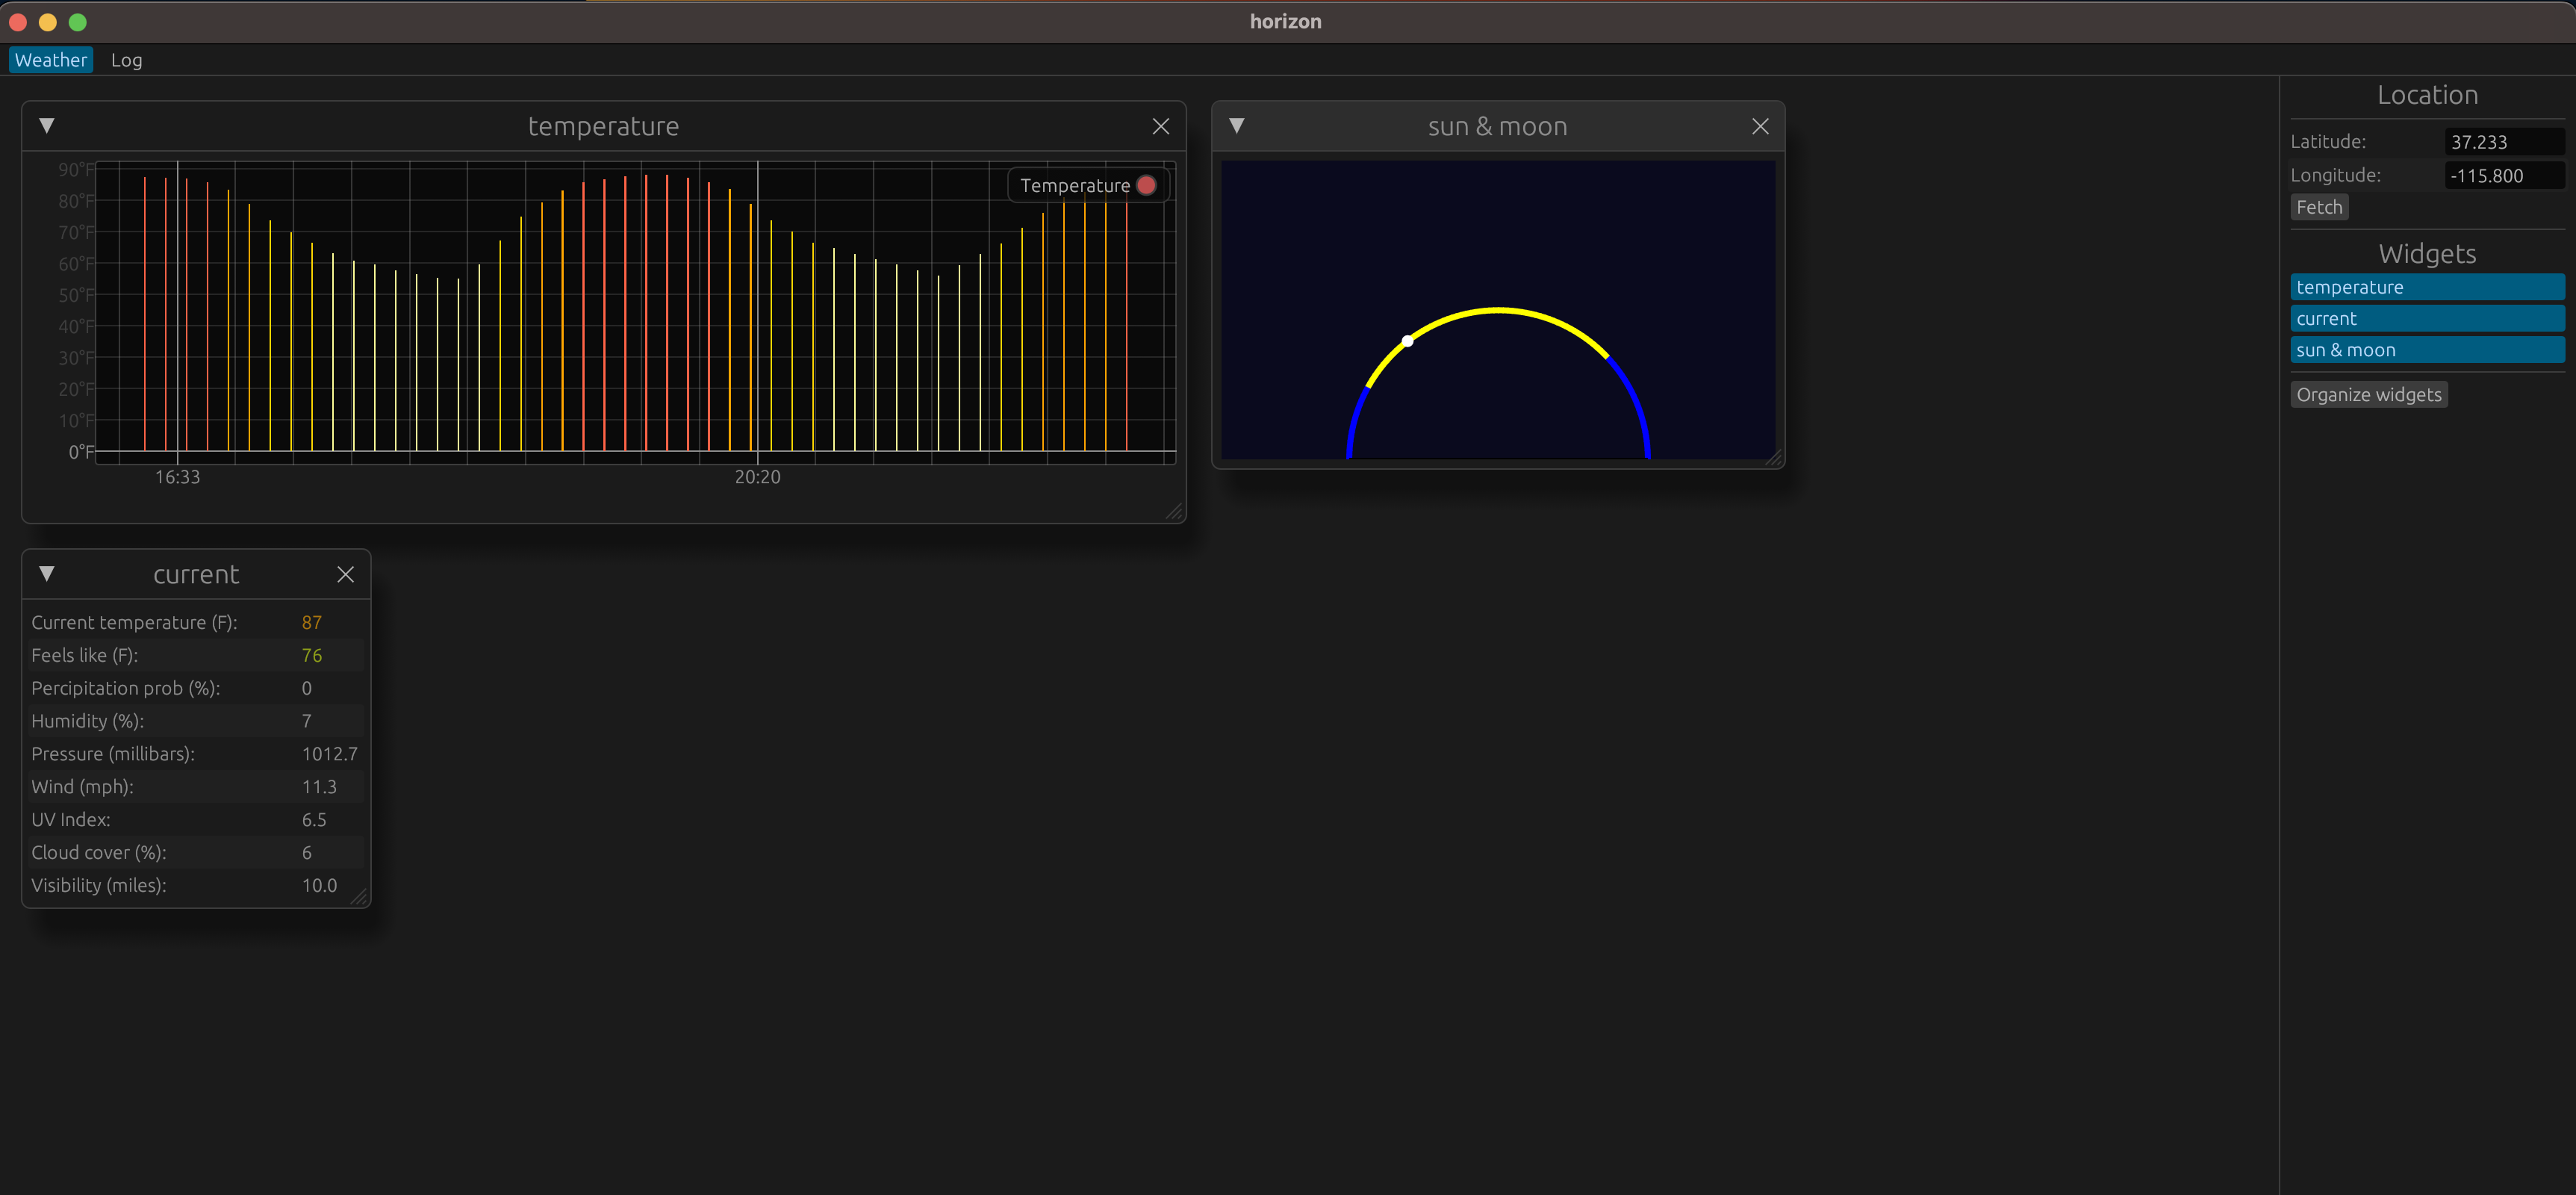 horizon
Weather Log
temperature
Temperature
90°F
80°F
70°F
60°F
50°F
40°F
30°F
20°F
10°F
0°F
16:33 20:20
sun & moon
current
Current temperature (F): 87
Feels like (F): 76
Percipitation prob (%): 0
Humidity (%): 7
Pressure (millibars): 1012.7
Wind (mph): 11.3
UV Index: 6.5
Cloud cover (%): 6
Visibility (miles): 10.0
Location
Latitude: 37.233
Longitude: -115.800
Fetch
Widgets
temperature
current
sun & moon
Organize widgets